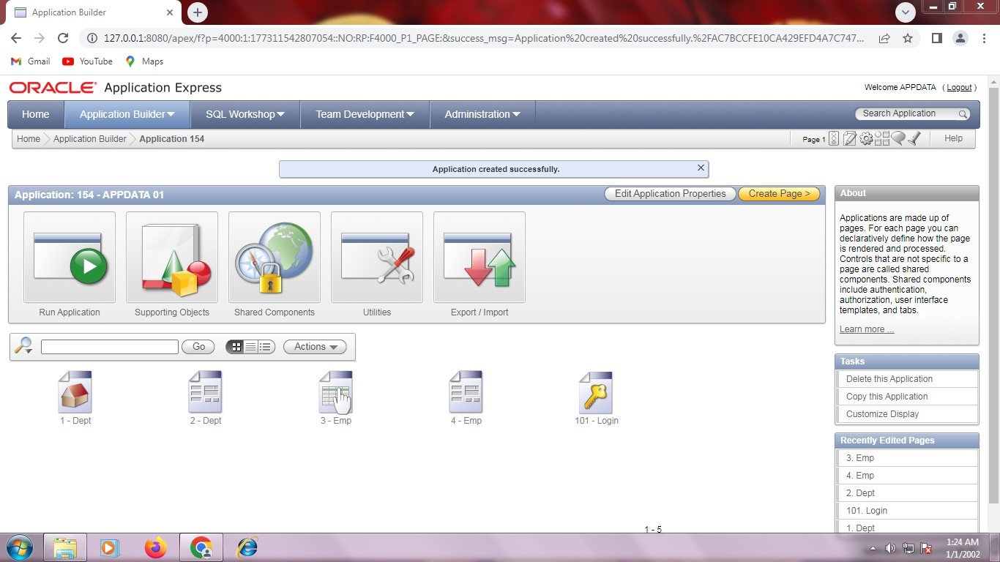 Application Builder
127.0.0.1:8080/apex/f?p=4000:1:177311542807054::NO:RP:F4000_P1_PAGE:&success_msg=Application%20created%20successfully.%2FAC7BCCFE10CA429EFD4A7C747...
Gmail YouTube Maps
ORACLE Application Express
Welcome APPDATA ( Logout )
Home Application Builder SQL Workshop Team Development Administration Search Application
Home Application Builder Application 154 Page 1 Help
Application created successfully.
Application: 154 - APPDATA 01 Edit Application Properties Create Page >
Run Application Supporting Objects Shared Components Utilities Export / Import
Go Actions
1 - Dept 2 - Dept 3 - Emp 4 - Emp 101 - Login
1 - 5
About
Applications are made up of
pages. For each page you can
declaratively define how the page
is rendered and processed.
Controls that are not specific to a
page are called shared
components. Shared components
include authentication,
authorization, user interface
templates, and tabs.
Learn more ...
Tasks
Delete this Application
Copy this Application
Customize Display
Recently Edited Pages
3. Emp
4. Emp
2. Dept
101. Login
1. Dept
1:24 AM
1/1/2002